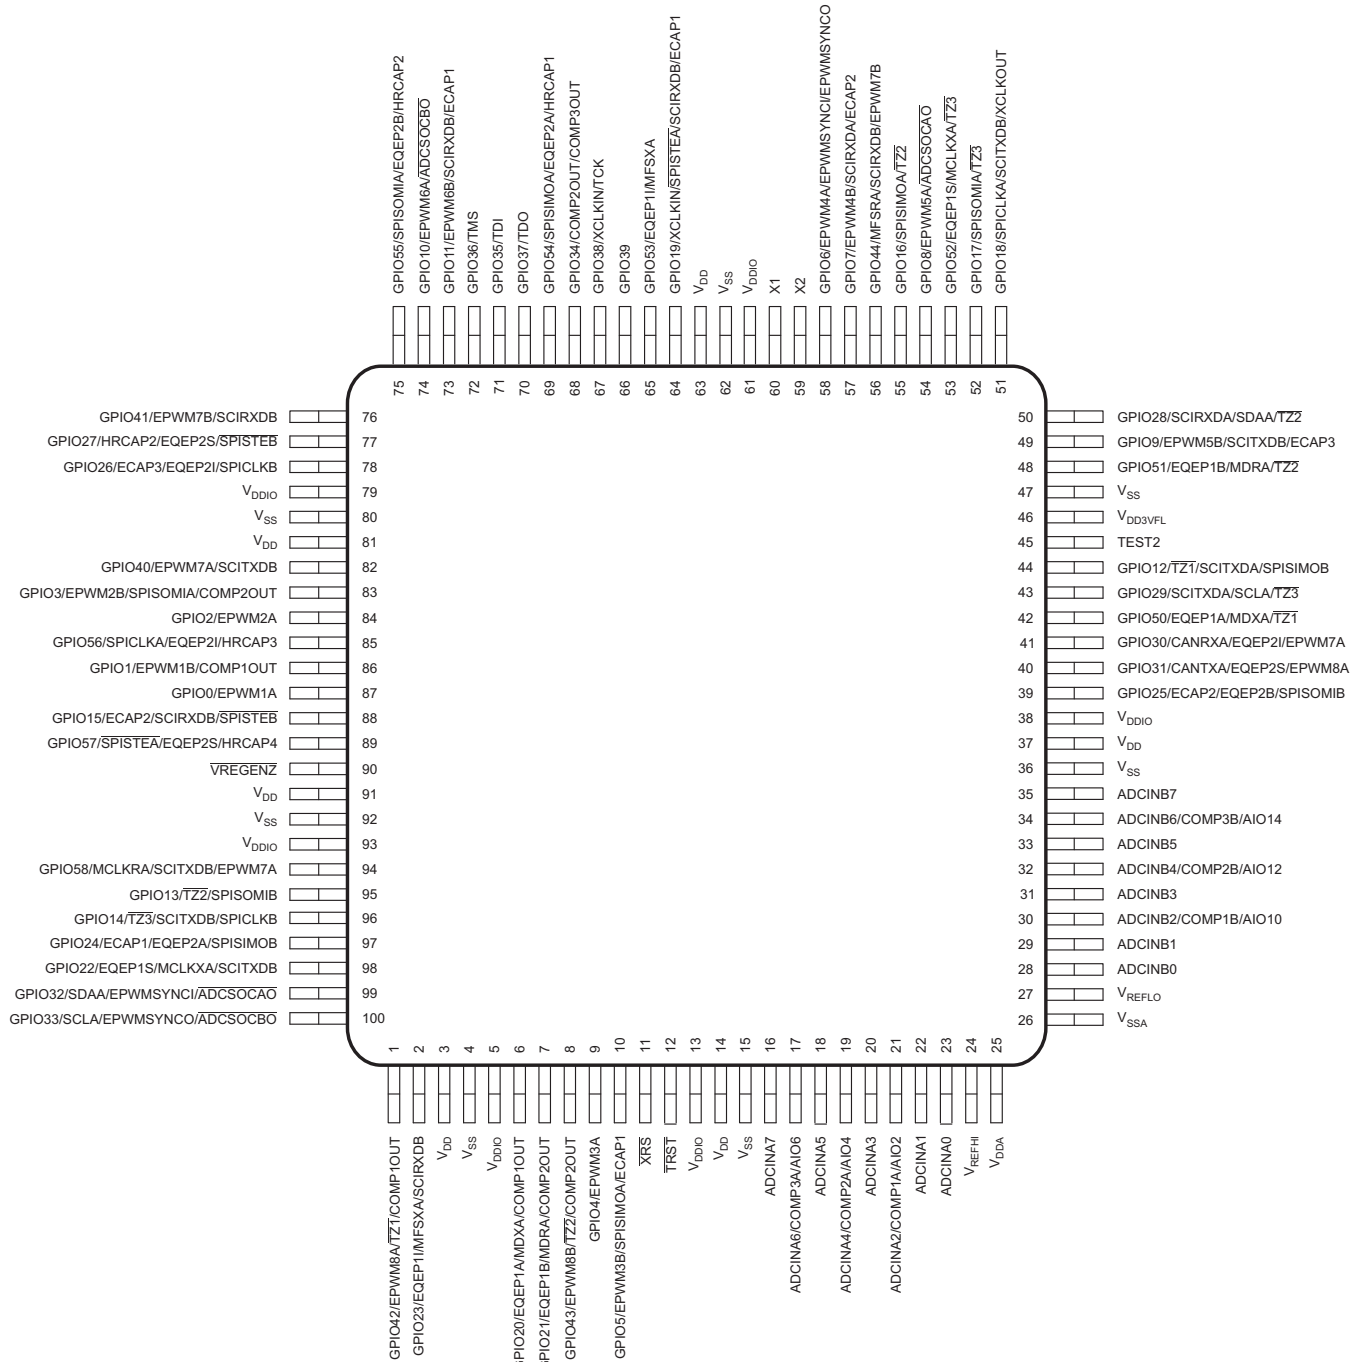 GPIO55/SPISOMIA/EQEP2B/HRCAP2
GPIO10/EPWM6A/ADCSOCBO
GPIO11/EPWM6B/SCIRXDB/ECAP1
GPIO36/TMS
GPIO35/TDI
GPIO37/TDO
GPIO54/SPISIMOA/EQEP2A/HRCAP1
GPIO34/COMP2OUT/COMP3OUT
GPIO38/XCLKIN/TCK
GPIO39
GPIO53/EQEP1I/MFSXA
GPIO19/XCLKIN/SPISTEA/SCIRXDB/ECAP1
VDD
VSS
VDDIO
X1
X2
GPIO6/EPWM4A/EPWMSYNCI/EPWMSYNCO
GPIO7/EPWM4B/SCIRXDA/ECAP2
GPIO44/MFSRA/SCIRXDB/EPWM7B
GPIO16/SPISIMOA/TZ2
GPIO8/EPWM5A/ADCSOCAO
GPIO52/EQEP1S/MCLKXA/TZ3
GPIO17/SPISOMIA/TZ3
GPIO18/SPICLKA/SCITXDB/XCLKOUT
75 74 73 72 71 70 69 68 67 66 65 64 63 62 61 60 59 58 57 56 55 54 53 52 51
GPIO41/EPWM7B/SCIRXDB 76
GPIO27/HRCAP2/EQEP2S/SPISTEB 77
GPIO26/ECAP3/EQEP2I/SPICLKB 78
VDDIO 79
VSS 80
VDD 81
GPIO40/EPWM7A/SCITXDB 82
GPIO3/EPWM2B/SPISOMIA/COMP2OUT 83
GPIO2/EPWM2A 84
GPIO56/SPICLKA/EQEP2I/HRCAP3 85
GPIO1/EPWM1B/COMP1OUT 86
GPIO0/EPWM1A 87
GPIO15/ECAP2/SCIRXDB/SPISTEB 88
GPIO57/SPISTEA/EQEP2S/HRCAP4 89
VREGENZ 90
VDD 91
VSS 92
VDDIO 93
GPIO58/MCLKRA/SCITXDB/EPWM7A 94
GPIO13/TZ2/SPISOMIB 95
GPIO14/TZ3/SCITXDB/SPICLKB 96
GPIO24/ECAP1/EQEP2A/SPISIMOB 97
GPIO22/EQEP1S/MCLKXA/SCITXDB 98
GPIO32/SDAA/EPWMSYNCI/ADCSOCAO 99
GPIO33/SCLA/EPWMSYNCO/ADCSOCBO 100
50 GPIO28/SCIRXDA/SDAA/TZ2
49 GPIO9/EPWM5B/SCITXDB/ECAP3
48 GPIO51/EQEP1B/MDRA/TZ2
47 VSS
46 VDD3VFL
45 TEST2
44 GPIO12/TZ1/SCITXDA/SPISIMOB
43 GPIO29/SCITXDA/SCLA/TZ3
42 GPIO50/EQEP1A/MDXA/TZ1
41 GPIO30/CANRXA/EQEP2I/EPWM7A
40 GPIO31/CANTXA/EQEP2S/EPWM8A
39 GPIO25/ECAP2/EQEP2B/SPISOMIB
38 VDDIO
37 VDD
36 VSS
35 ADCINB7
34 ADCINB6/COMP3B/AIO14
33 ADCINB5
32 ADCINB4/COMP2B/AIO12
31 ADCINB3
30 ADCINB2/COMP1B/AIO10
29 ADCINB1
28 ADCINB0
27 VREFLO
26 VSSA
1 2 3 4 5 6 7 8 9 10 11 12 13 14 15 16 17 18 19 20 21 22 23 24 25
GPIO42/EPWM8A/TZ1/COMP1OUT
GPIO23/EQEP1I/MFSXA/SCIRXDB
VDD
VSS
VDDIO
GPIO20/EQEP1A/MDXA/COMP1OUT
GPIO21/EQEP1B/MDRA/COMP2OUT
GPIO43/EPWM8B/TZ2/COMP2OUT
GPIO4/EPWM3A
GPIO5/EPWM3B/SPISIMOA/ECAP1
XRS
TRST
VDDIO
VDD
VSS
ADCINA7
ADCINA6/COMP3A/AIO6
ADCINA5
ADCINA4/COMP2A/AIO4
ADCINA3
ADCINA2/COMP1A/AIO2
ADCINA1
ADCINA0
VREFHI
VDDA